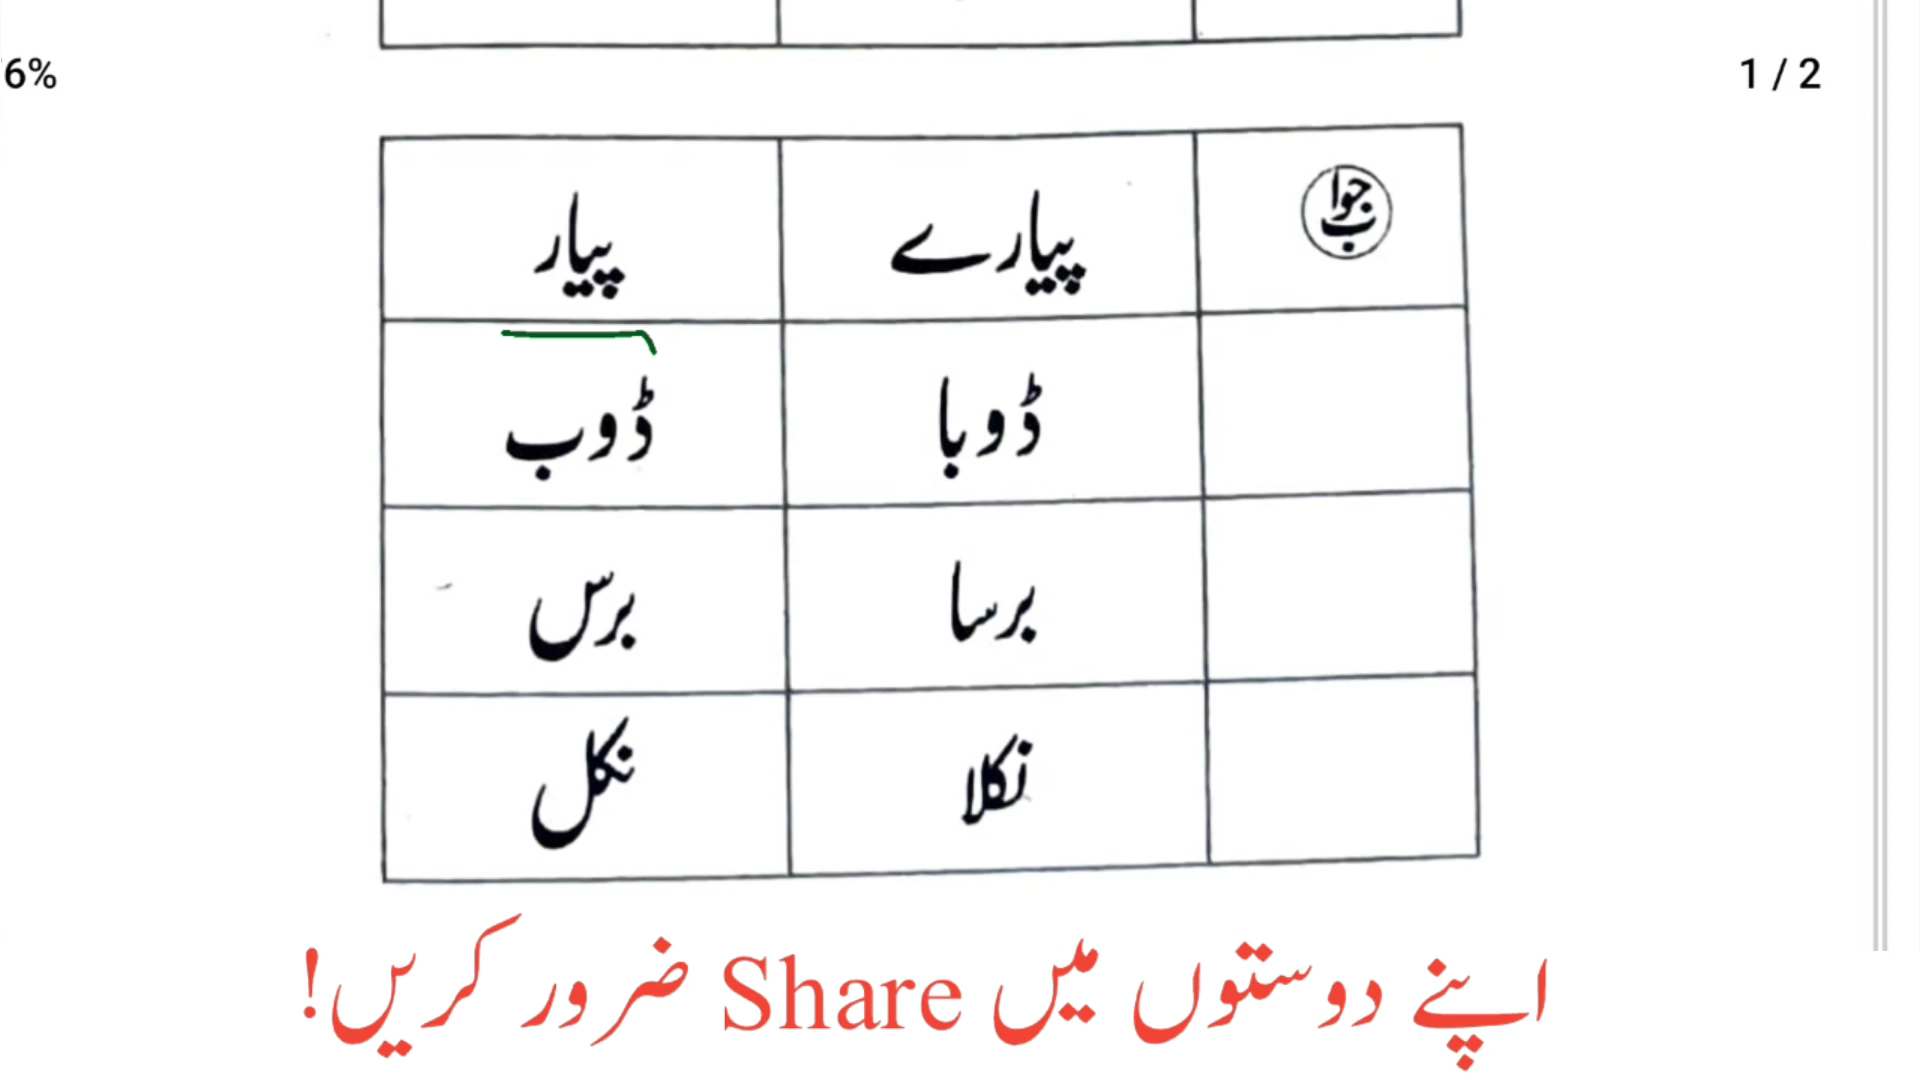 6%
1 / 2
جواب
پیارے پیار
ڈوبا ڈوب
برسا برس
نکلا نکل
اپنے دوستوں میں Share ضرور کریں!